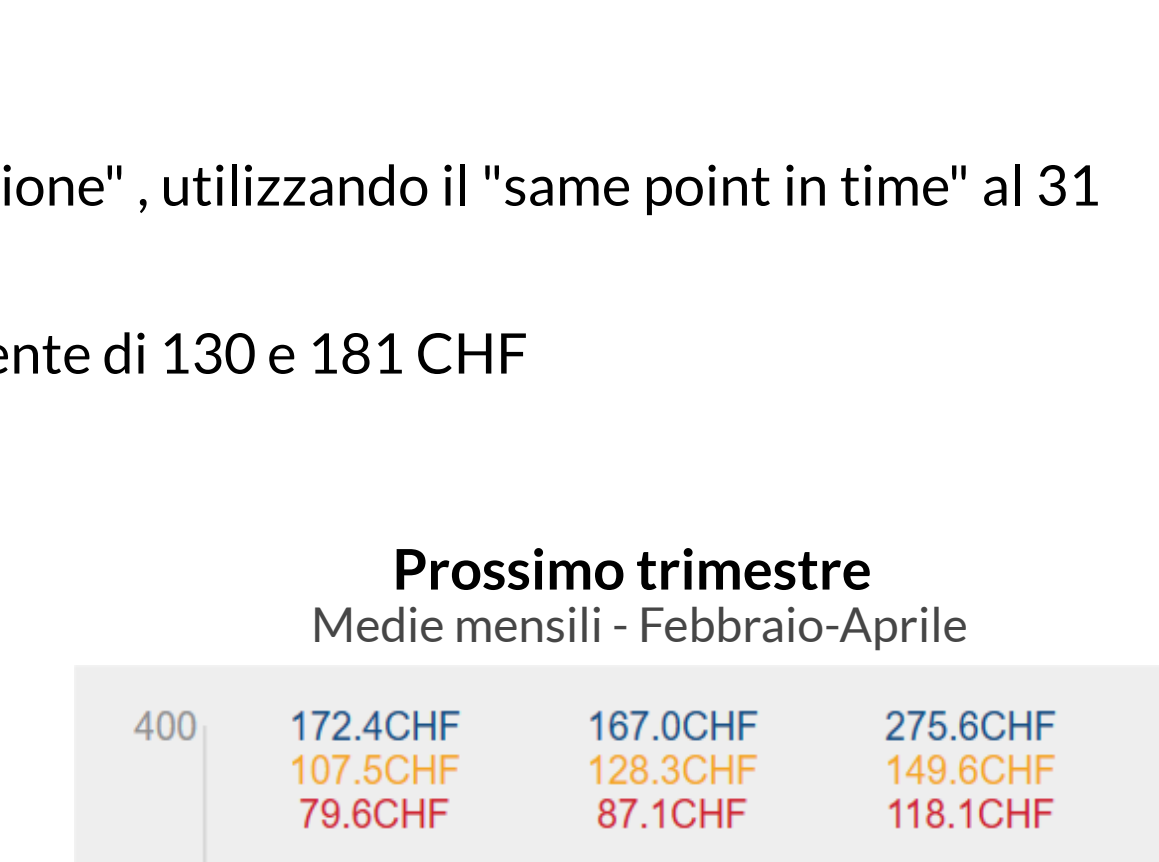 ione" , utilizzando il "same point in time" al 31
ente di 130 e 181 CHF
Prossimo trimestre
Medie mensili - Febbraio-Aprile
400 172.4CHF 167.0CHF 275.6CHF
107.5CHF 128.3CHF 149.6CHF
79.6CHF 87.1CHF 118.1CHF